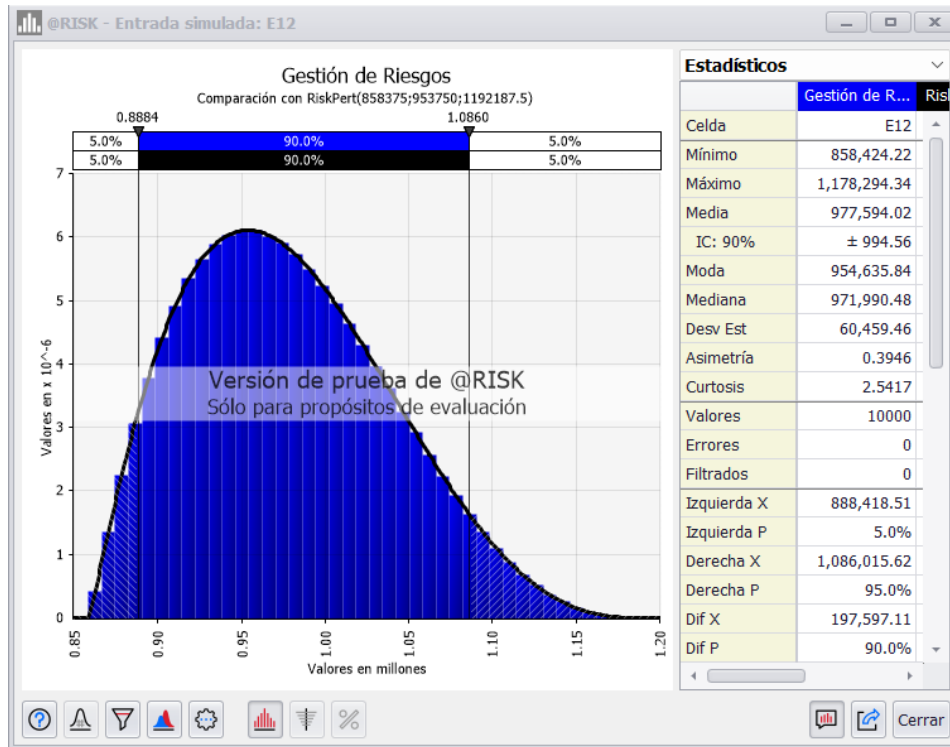 @RISK - Entrada simulada: E12
Gestión de Riesgos
Comparación con RiskPert(858375;953750;1192187.5)
0.8884 1.0860
5.0% 90.0% 5.0%
5.0% 90.0% 5.0%
7
6
5
4
3
2
1
0
Valores en x 10^-6
Versión de prueba de @RISK
Sólo para propósitos de evaluación
0.85 0.90 0.95 1.00 1.05 1.10 1.15 1.20
Valores en millones
Estadísticos
Gestión de R... Risk
Celda E12
Mínimo 858,424.22
Máximo 1,178,294.34
Media 977,594.02
IC: 90% ± 994.56
Moda 954,635.84
Mediana 971,990.48
Desv Est 60,459.46
Asimetría 0.3946
Curtosis 2.5417
Valores 10000
Errores 0
Filtrados 0
Izquierda X 888,418.51
Izquierda P 5.0%
Derecha X 1,086,015.62
Derecha P 95.0%
Dif X 197,597.11
Dif P 90.0%
Cerrar